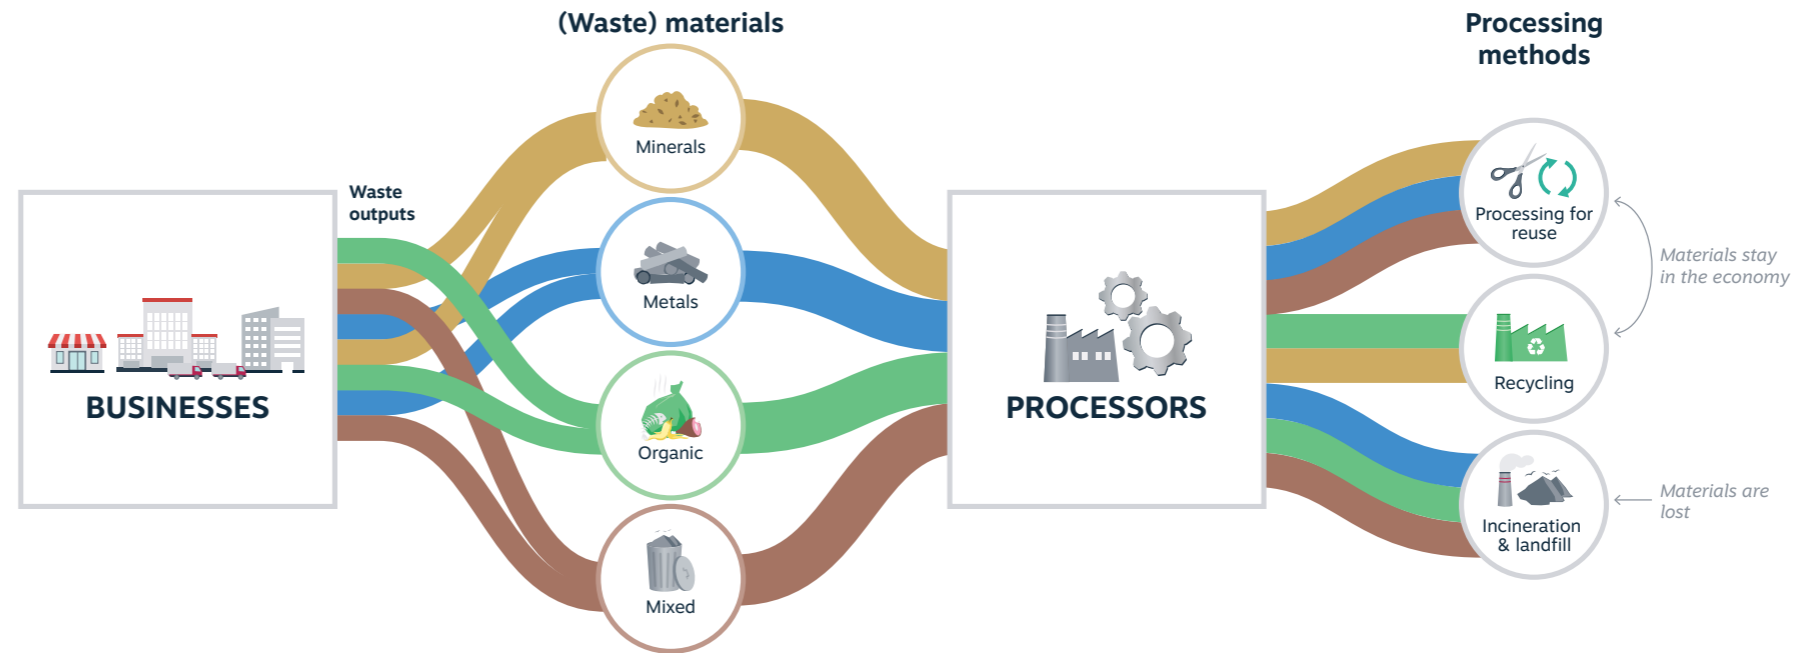 (Waste) materials
Processing
methods
Waste
outputs
BUSINESSES
Minerals
Metals
Organic
Mixed
PROCESSORS
Processing for
reuse
Recycling
Incineration
& landfill
Materials stay
in the economy
Materials are
lost